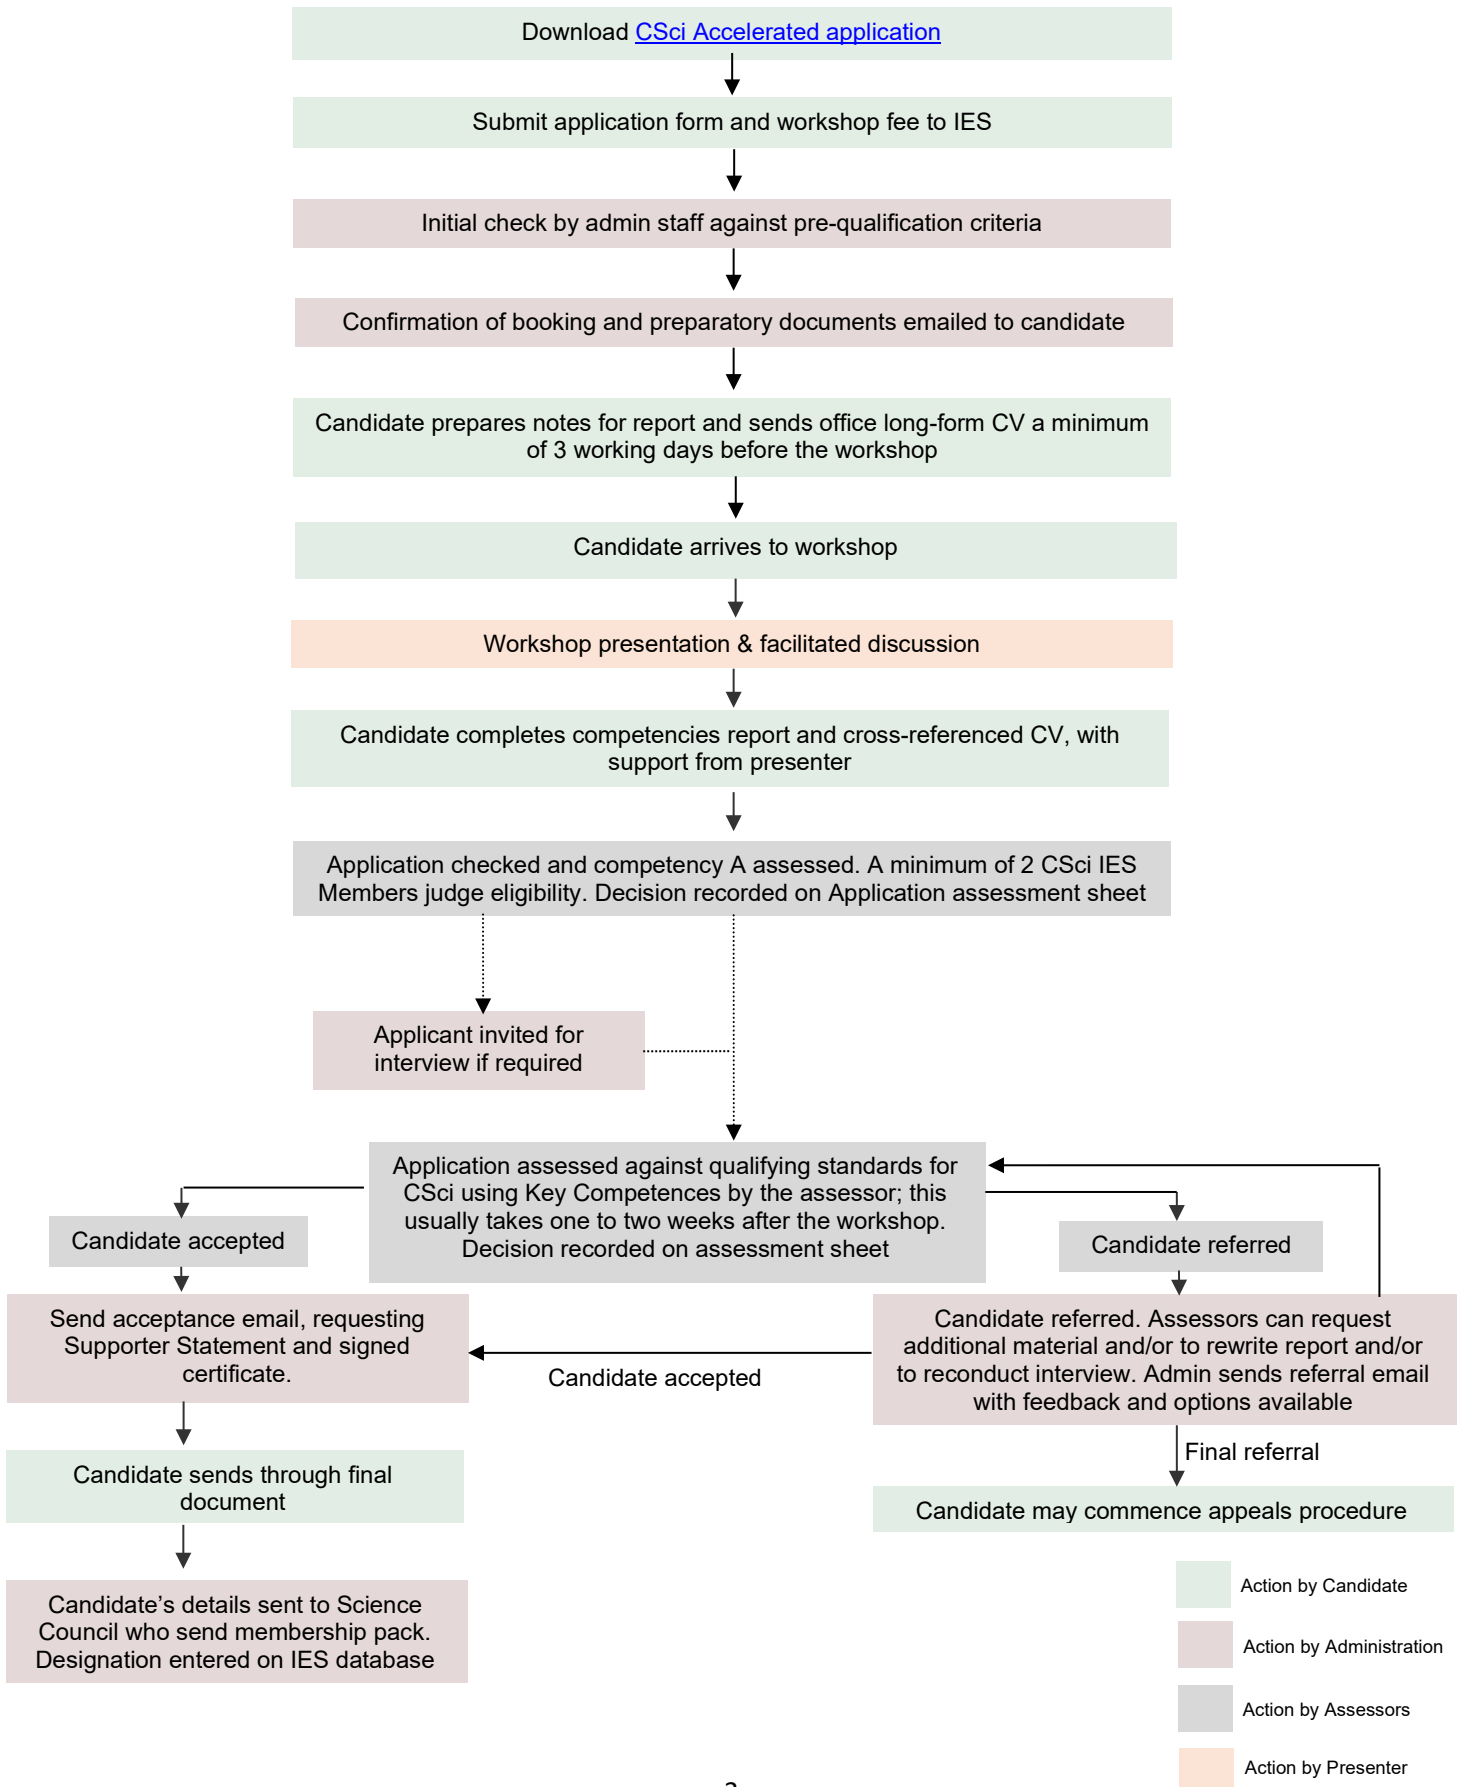 Download CSci Accelerated application
Submit application form and workshop fee to IES
Initial check by admin staff against pre-qualification criteria
Confirmation of booking and preparatory documents emailed to candidate
Candidate prepares notes for report and sends office long-form CV a minimum
of 3 working days before the workshop
Candidate arrives to workshop
Workshop presentation & facilitated discussion
Candidate completes competencies report and cross-referenced CV, with
support from presenter
Application checked and competency A assessed. A minimum of 2 CSci IES
Members judge eligibility. Decision recorded on Application assessment sheet
Applicant invited for
interview if required
Application assessed against qualifying standards for
CSci using Key Competences by the assessor; this
usually takes one to two weeks after the workshop.
Decision recorded on assessment sheet
Candidate accepted
Candidate referred
Send acceptance email, requesting
Supporter Statement and signed
certificate.
Candidate accepted
Candidate referred. Assessors can request
additional material and/or to rewrite report and/or
to reconduct interview. Admin sends referral email
with feedback and options available
Final referral
Candidate sends through final
document
Candidate may commence appeals procedure
Candidate’s details sent to Science
Council who send membership pack.
Designation entered on IES database
Action by Candidate
Action by Administration
Action by Assessors
Action by Presenter